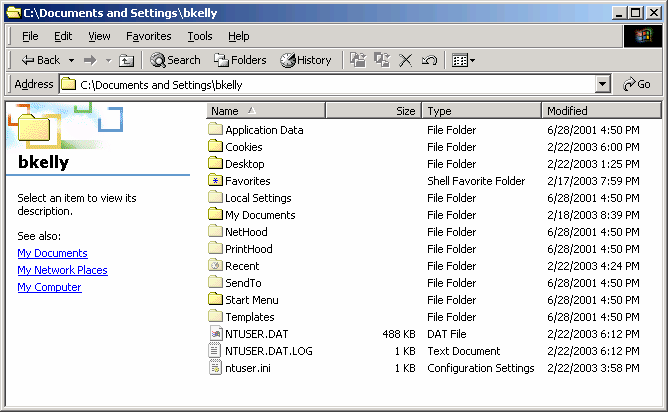 C:\Documents and Settings\bkelly
File Edit View Favorites Tools Help
Back Search Folders History
Address C:\Documents and Settings\bkelly Go
bkelly
Select an item to view its
description.
See also:
My Documents
My Network Places
My Computer
Name Size Type Modified
Application Data File Folder 6/28/2001 4:50 PM
Cookies File Folder 2/22/2003 6:00 PM
Desktop File Folder 2/22/2003 1:25 PM
Favorites Shell Favorite Folder 2/17/2003 7:59 PM
Local Settings File Folder 6/28/2001 4:50 PM
My Documents File Folder 2/18/2003 8:39 PM
NetHood File Folder 6/28/2001 4:50 PM
PrintHood File Folder 6/28/2001 4:50 PM
Recent File Folder 2/22/2003 4:24 PM
SendTo File Folder 6/28/2001 4:50 PM
Start Menu File Folder 6/28/2001 4:50 PM
Templates File Folder 6/28/2001 4:50 PM
NTUSER.DAT 488 KB DAT File 2/22/2003 6:12 PM
NTUSER.DAT.LOG 1 KB Text Document 2/22/2003 6:12 PM
ntuser.ini 1 KB Configuration Settings 2/22/2003 3:58 PM